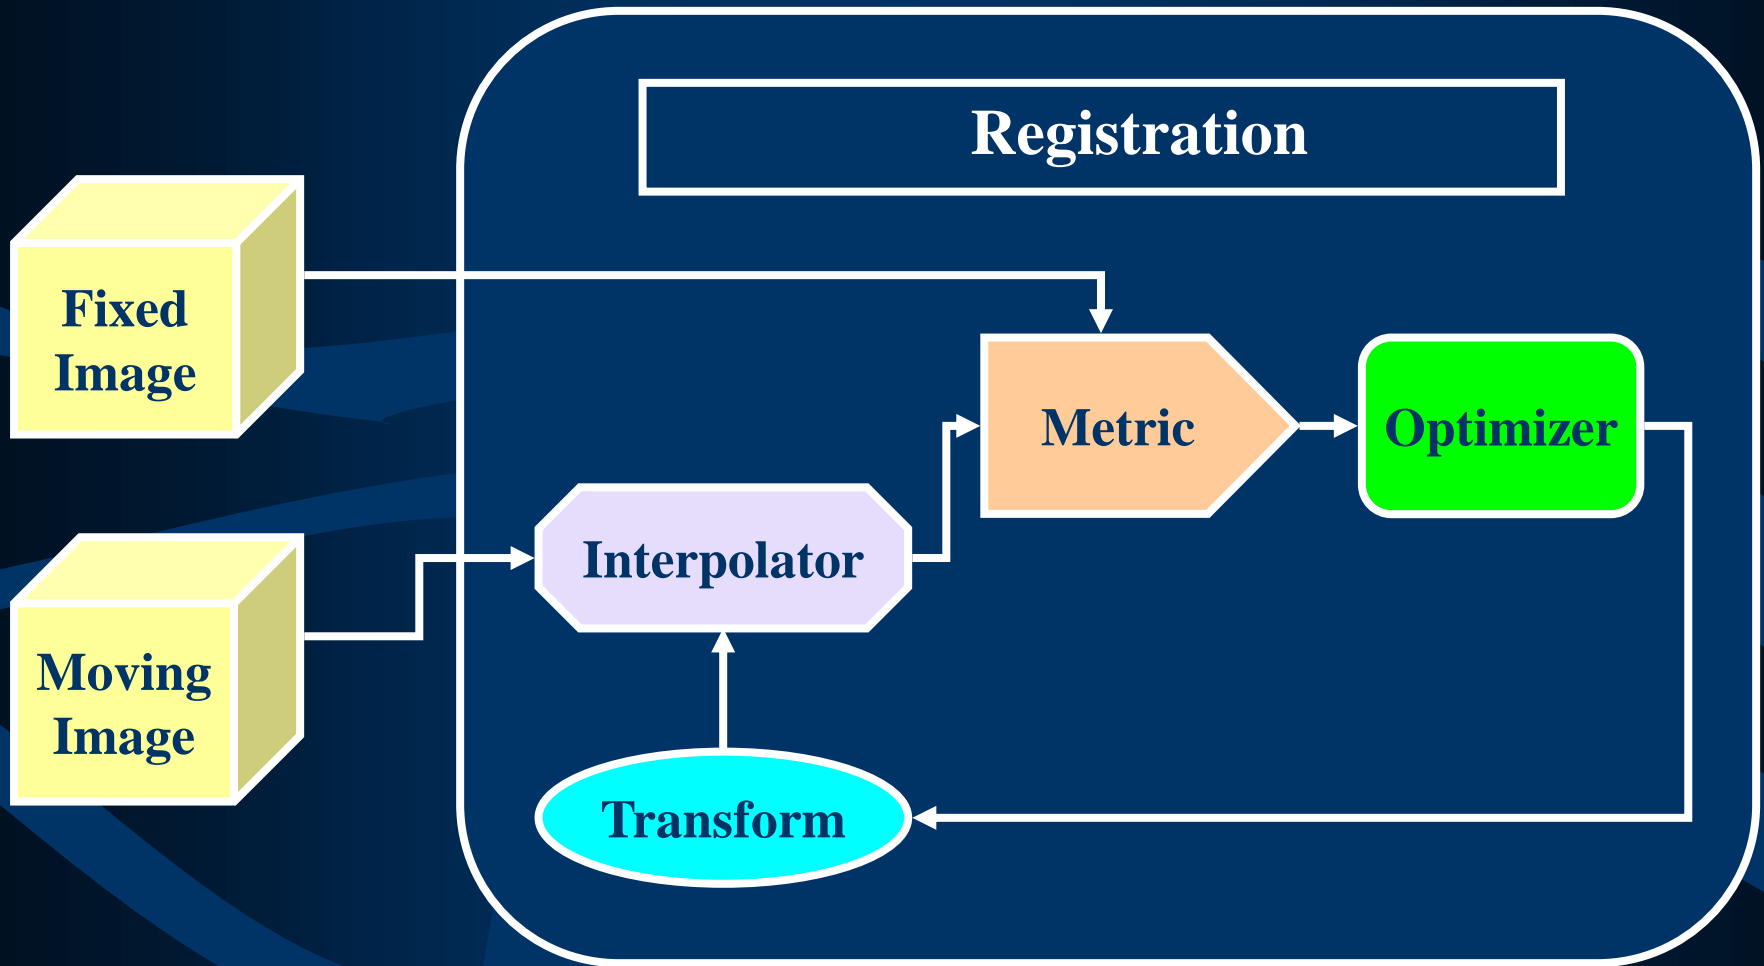 Registration
Fixed
Image
Metric
Optimizer
Interpolator
Moving
Image
Transform